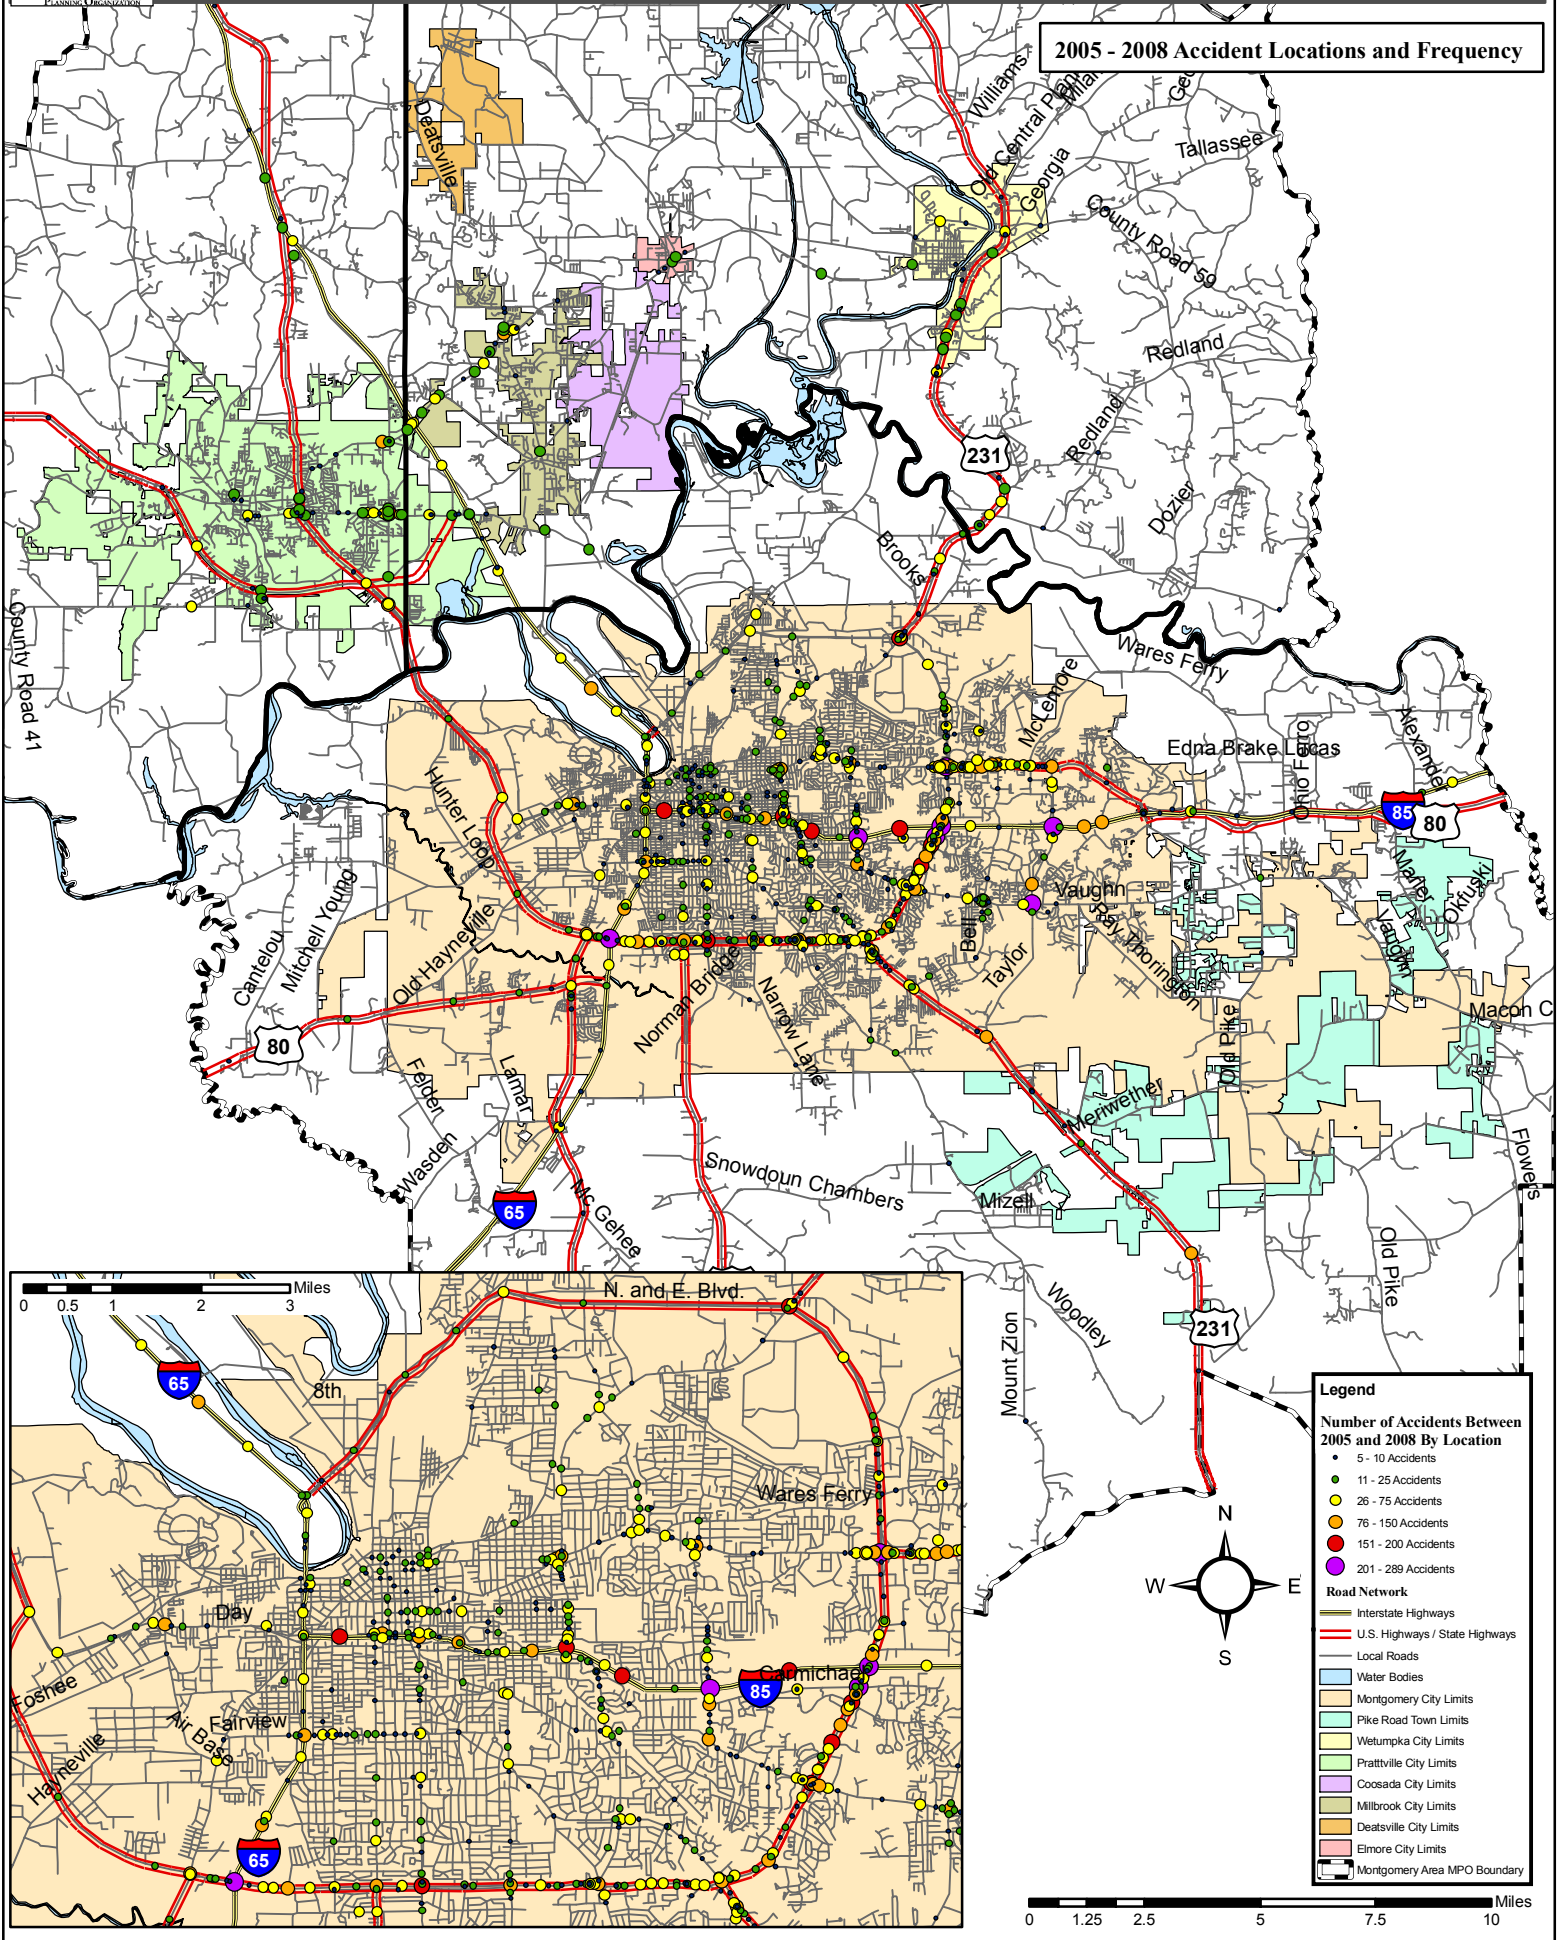 PLANNING ORGANIZATION
2005 - 2008 Accident Locations and Frequency
Williams
Old Central Plank
Milar
Geo
Deatsville
Georgia
Tallassee
County Road 59
Redland
Redland
231
Dozier
Brooks
County Road 41
Wares Ferry
McLemore
Edna Brake Lucas
Ohio Ferro
Alexander
85
80
Hunter Loop
Marler
Okfuski
Vaughn
Vaughn
Ray Thorington
Bell
Taylor
Mitchell Young
Cantelou
Old Hayneville
Norman Bridge
Narrow Lane
Macon C
Old Pike
80
Felder
Lamar
Meriwether
Wasden
Snowdoun Chambers
Mizell
Flowers
65
Mc Gehee
Old Pike
Woodley
Mount Zion
231
Miles
0 0.5 1 2 3
N. and E. Blvd.
65
8th
Wares Ferry
Day
Foshee
Carmichael
85
Fairview
Air Base
Hayneville
65
Legend
Number of Accidents Between
2005 and 2008 By Location
5 - 10 Accidents
11 - 25 Accidents
26 - 75 Accidents
76 - 150 Accidents
151 - 200 Accidents
201 - 289 Accidents
Road Network
Interstate Highways
U.S. Highways / State Highways
Local Roads
Water Bodies
Montgomery City Limits
Pike Road Town Limits
Wetumpka City Limits
Prattville City Limits
Coosada City Limits
Millbrook City Limits
Deatsville City Limits
Elmore City Limits
Montgomery Area MPO Boundary
N
W E
S
Miles
0 1.25 2.5 5 7.5 10